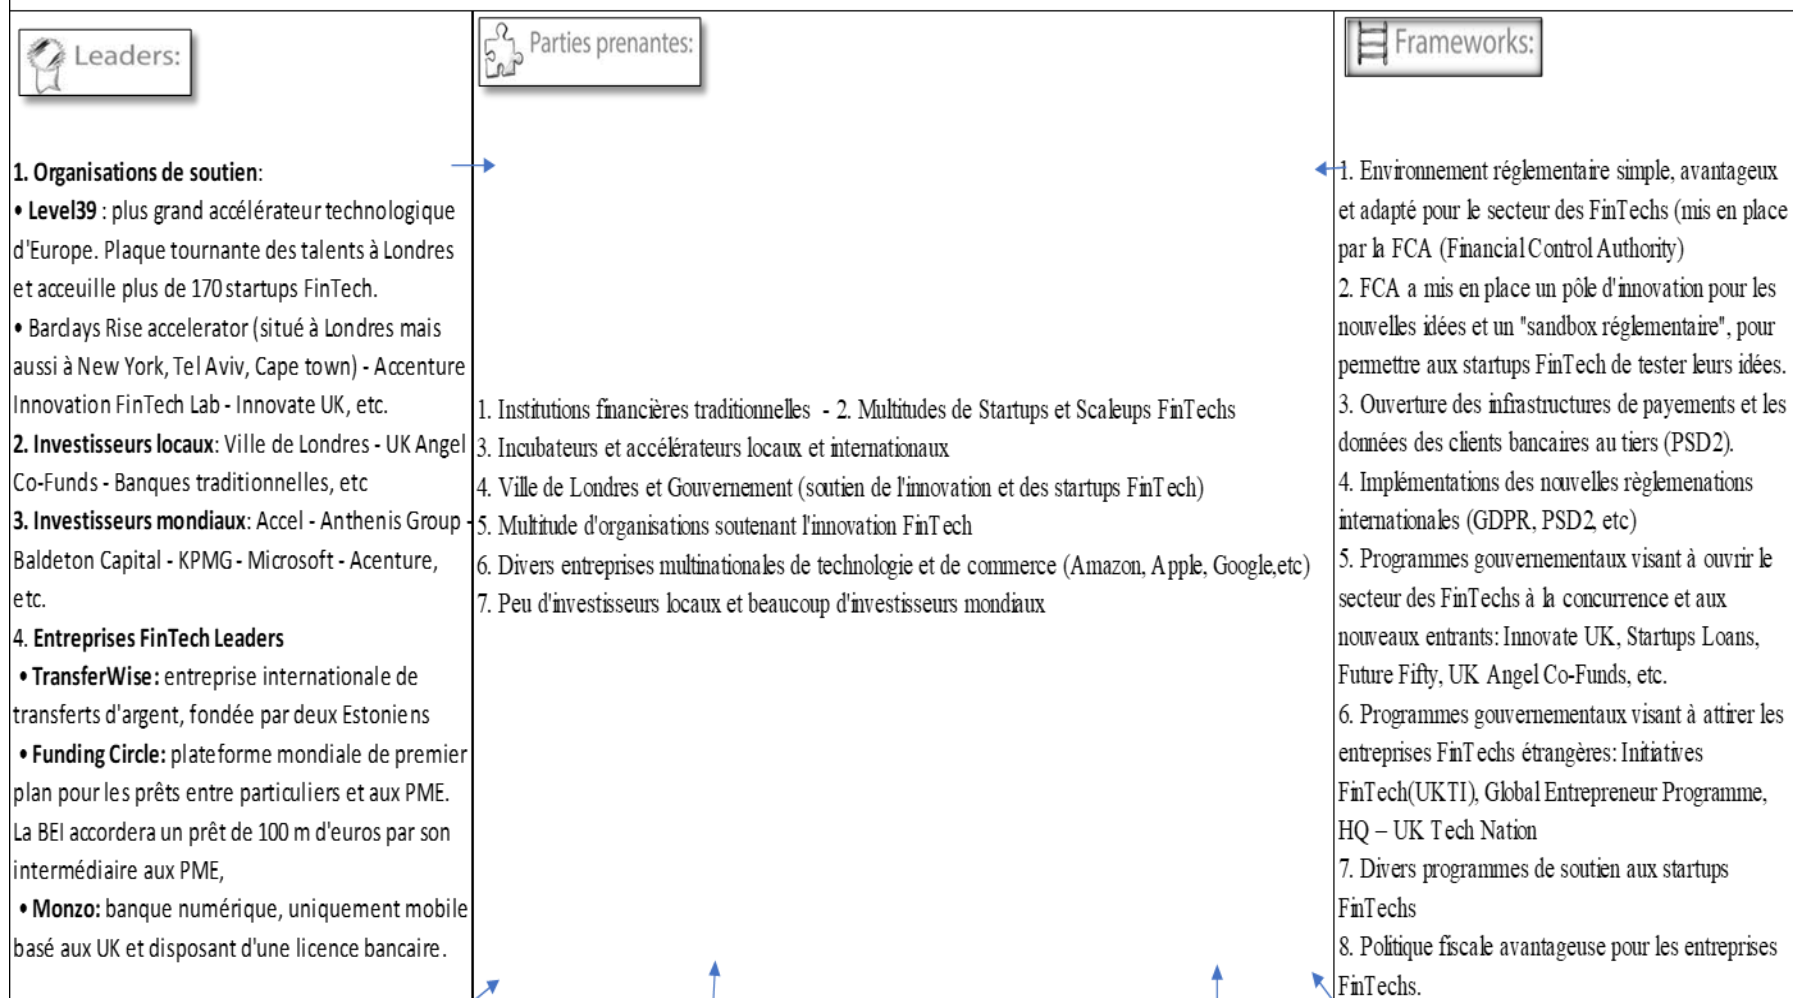 Leaders:
1. Organisations de soutien:
• Level39 : plus grand accélérateur technologique
d'Europe. Plaque tournante des talents à Londres
et acceuille plus de 170 startups FinTech.
• Barclays Rise accelerator (situé à Londres mais
aussi à New York, Tel Aviv, Cape town) - Accenture
Innovation FinTech Lab - Innovate UK, etc.
2. Investisseurs locaux: Ville de Londres - UK Angel
Co-Funds - Banques traditionnelles, etc
3. Investisseurs mondiaux: Accel - Anthenis Group -
Baldeton Capital - KPMG - Microsoft - Acenture,
etc.
4. Entreprises FinTech Leaders
• TransferWise: entreprise internationale de
transferts d'argent, fondée par deux Estoniens
• Funding Circle: plateforme mondiale de premier
plan pour les prêts entre particuliers et aux PME.
La BEI accordera un prêt de 100 m d'euros par son
intermédiaire aux PME,
• Monzo: banque numérique, uniquement mobile
basé aux UK et disposant d'une licence bancaire.
Parties prenantes:
1. Institutions financières traditionnelles - 2. Multitudes de Startups et Scaleups FinTechs
3. Incubateurs et accélérateurs locaux et internationaux
4. Ville de Londres et Gouvernement (soutien de l'innovation et des startups FinTech)
5. Multitude d'organisations soutenant l'innovation FinTech
6. Divers entreprises multinationales de technologie et de commerce (Amazon, Apple, Google,etc)
7. Peu d'investisseurs locaux et beaucoup d'investisseurs mondiaux
Frameworks:
1. Environnement réglementaire simple, avantageux
et adapté pour le secteur des FinTechs (mis en place
par la FCA (Financial Control Authority)
2. FCA a mis en place un pôle d'innovation pour les
nouvelles idées et un "sandbox réglementaire", pour
permettre aux startups FinTech de tester leurs idées.
3. Ouverture des infrastructures de payements et les
données des clients bancaires au tiers (PSD2).
4. Implémentations des nouvelles règlemenations
internationales (GDPR, PSD2, etc)
5. Programmes gouvernementaux visant à ouvrir le
secteur des FinTechs à la concurrence et aux
nouveaux entrants: Innovate UK, Startups Loans,
Future Fifty, UK Angel Co-Funds, etc.
6. Programmes gouvernementaux visant à attirer les
entreprises FinTechs étrangères: Initiatives
FinTech(UKTI), Global Entrepreneur Programme,
HQ – UK Tech Nation
7. Divers programmes de soutien aux startups
FinTechs
8. Politique fiscale avantageuse pour les entreprises
FinTechs.